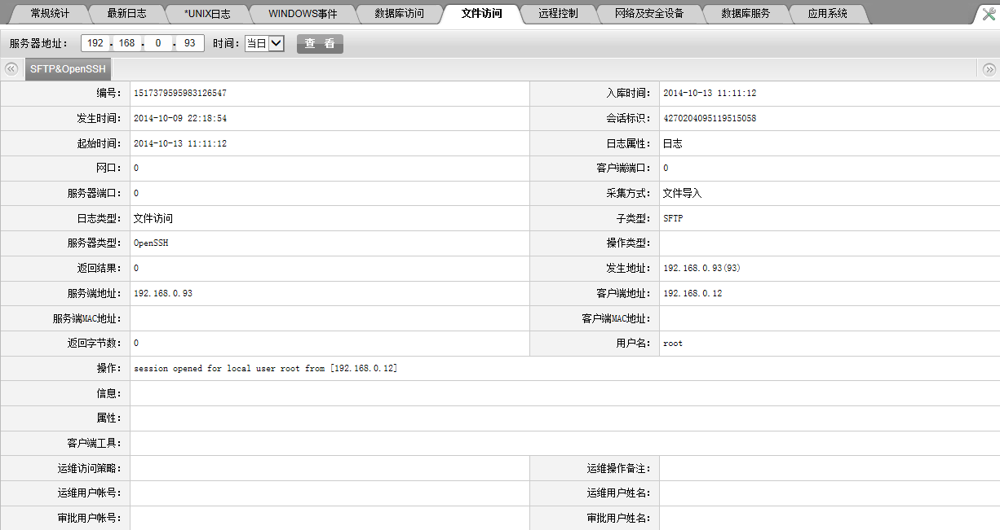 常规统计 最新日志 *UNIX日志 WINDOWS事件 数据库访问 文件访问 远程控制 网络及安全设备 数据库服务 应用系统
服务器地址： 192 . 168 . 0 . 93 时间： 当日 查 看
SFTP&OpenSSH
编号： 1517379595983126547 入库时间： 2014-10-13 11:11:12
发生时间： 2014-10-09 22:18:54 会话标识： 4270204095119515058
起始时间： 2014-10-13 11:11:12 日志属性： 日志
网口： 0 客户端端口： 0
服务器端口： 0 采集方式： 文件导入
日志类型： 文件访问 子类型： SFTP
服务器类型： OpenSSH 操作类型：
返回结果： 0 发生地址： 192.168.0.93(93)
服务端地址： 192.168.0.93 客户端地址： 192.168.0.12
服务端MAC地址： 客户端MAC地址：
返回字节数： 0 用户名： root
操作： session opened for local user root from [192.168.0.12]
信息：
属性：
客户端工具：
运维访问策略： 运维操作备注：
运维用户帐号： 运维用户姓名：
审批用户帐号： 审批用户姓名：